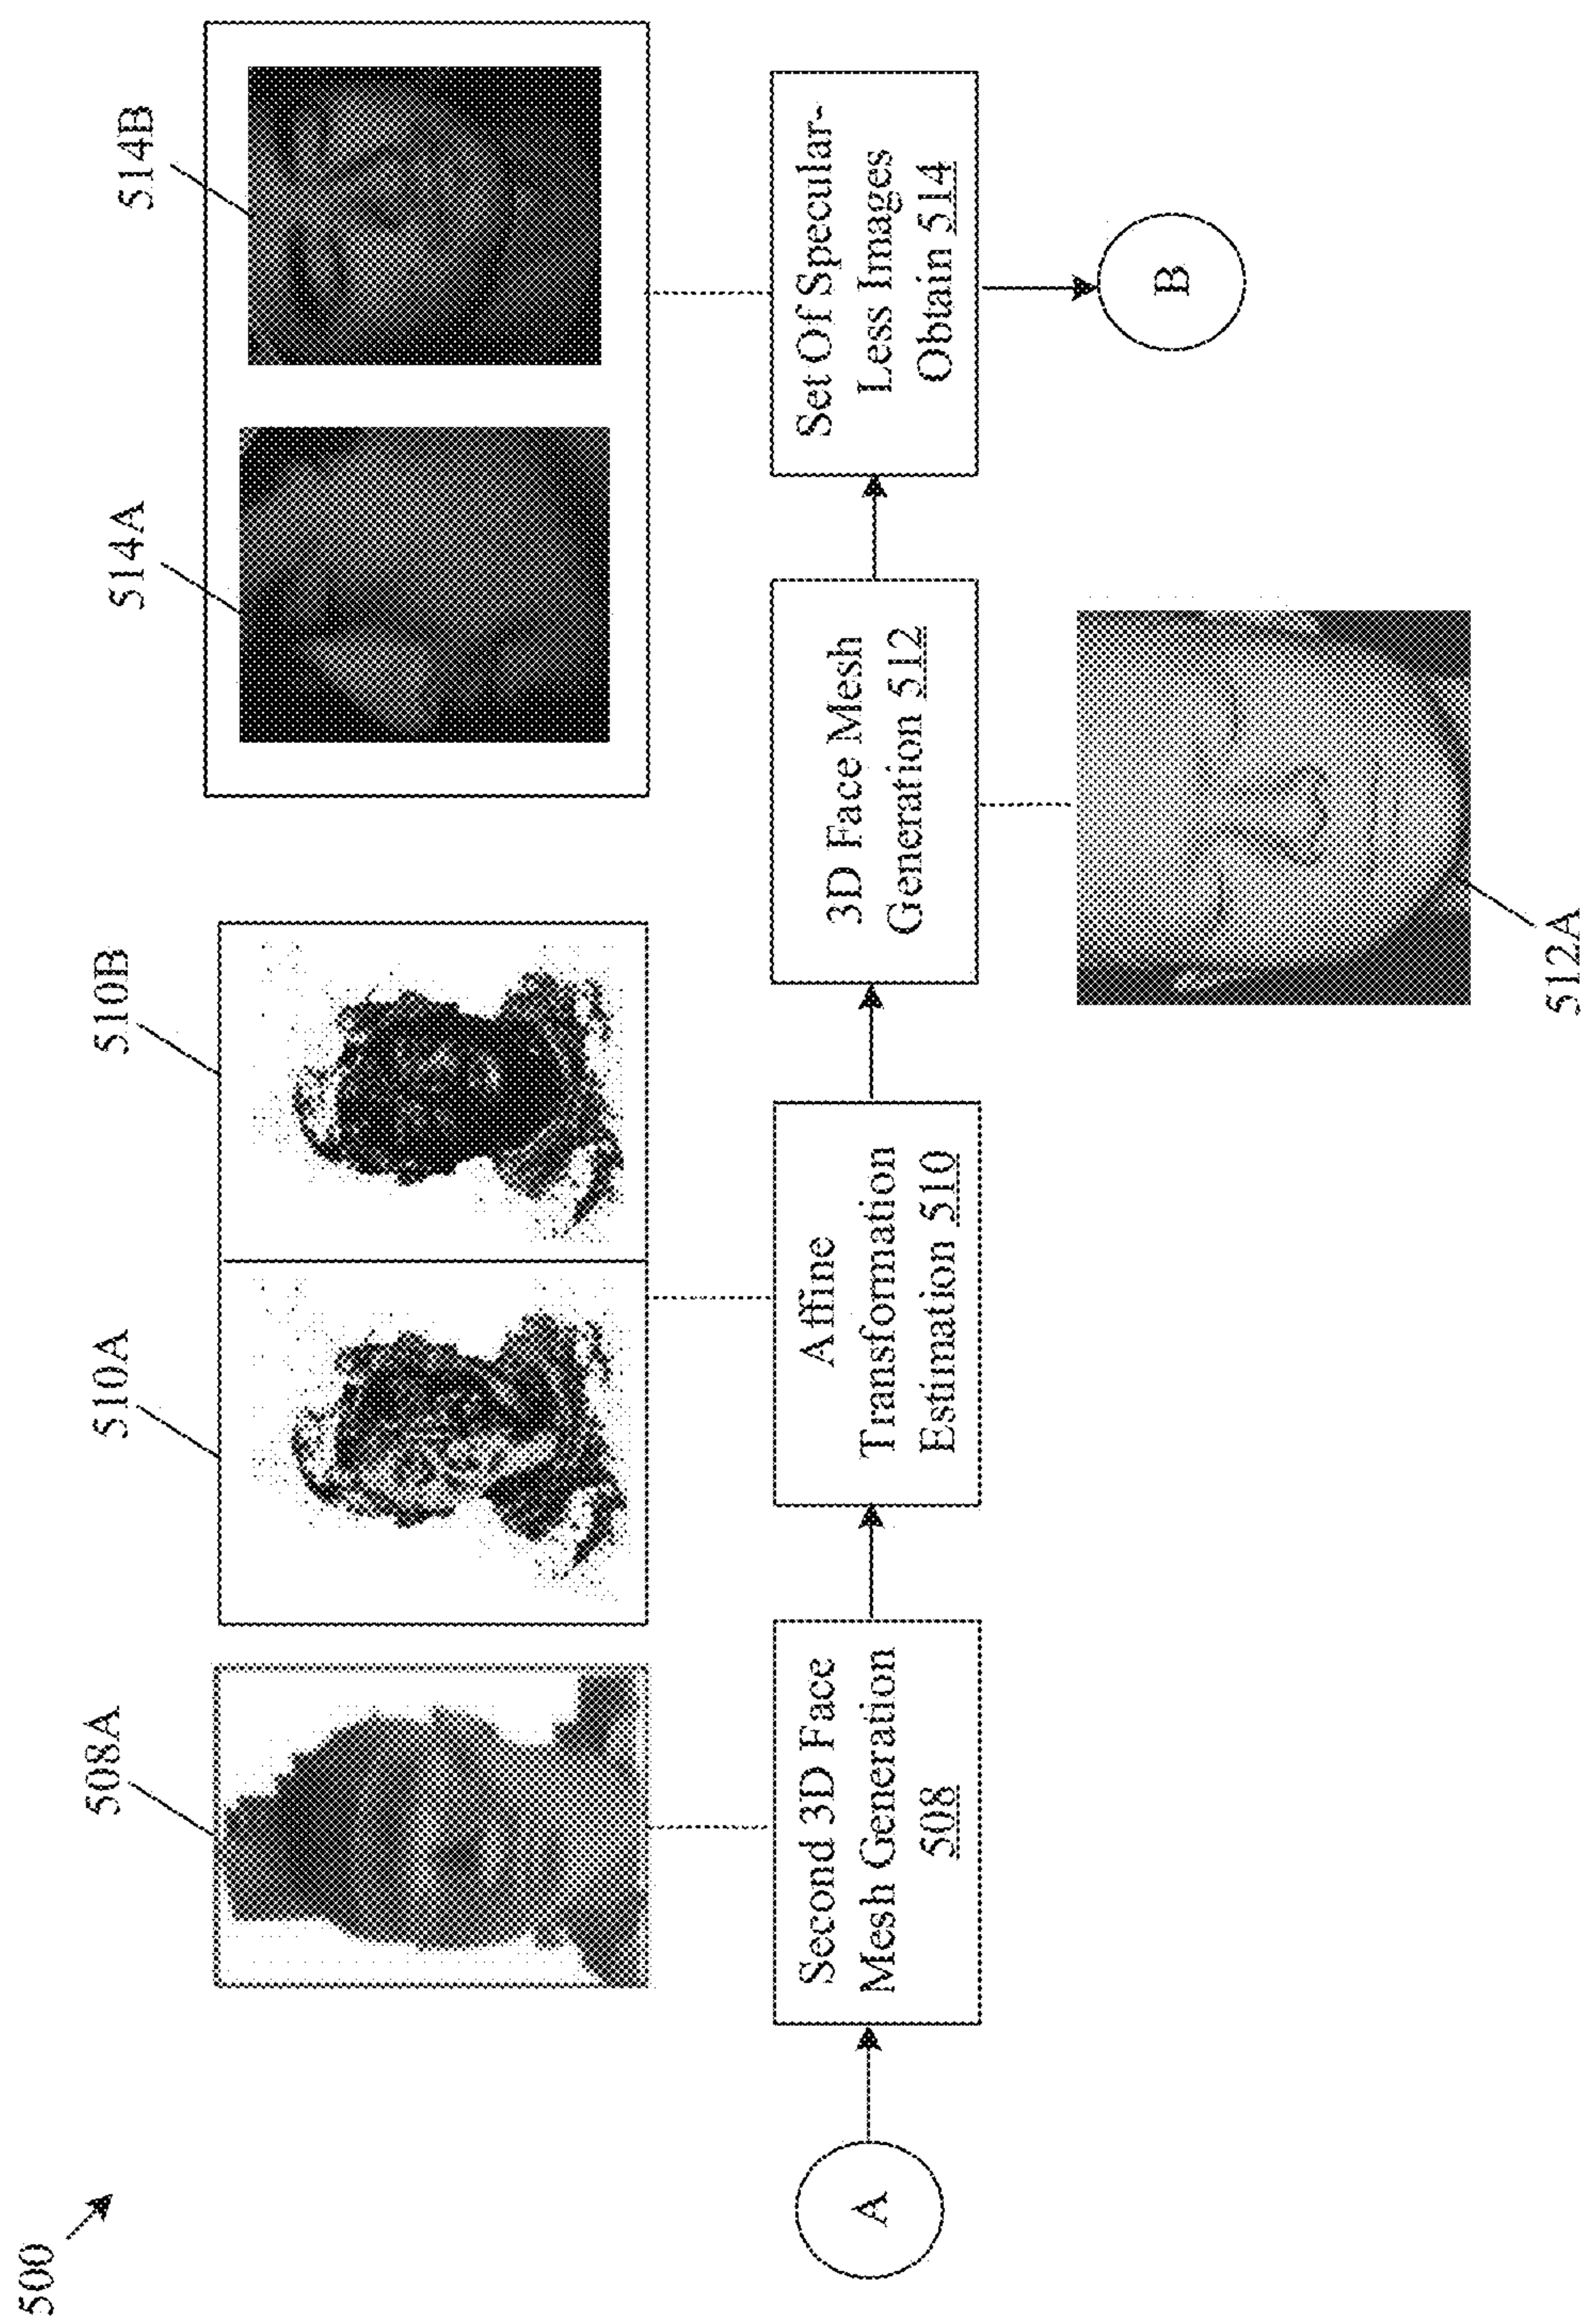 500
508A
510A
510B
514A
514B
A
Second 3D Face
Mesh Generation
508
Affine
Transformation
Estimation 510
3D Face Mesh
Generation 512
Set Of Specular-
Less Images
Obtain 514
512A
B